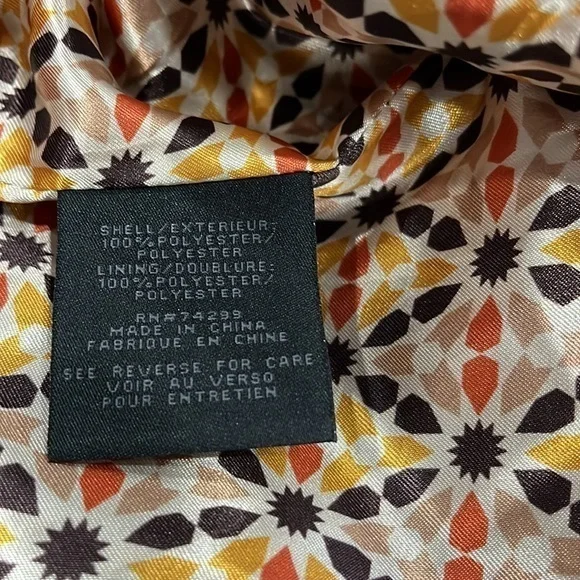 SHELL/EXTERIEUR:
100%POLYESTER/
POLYESTER
LINING/DOUBLURE:
100%POLYESTER/
POLYESTER
RN#74299
MADE IN CHINA
FABRIQUE EN CHINE
SEE REVERSE FOR CARE
VOIR AU VERSO
POUR ENTRETIEN